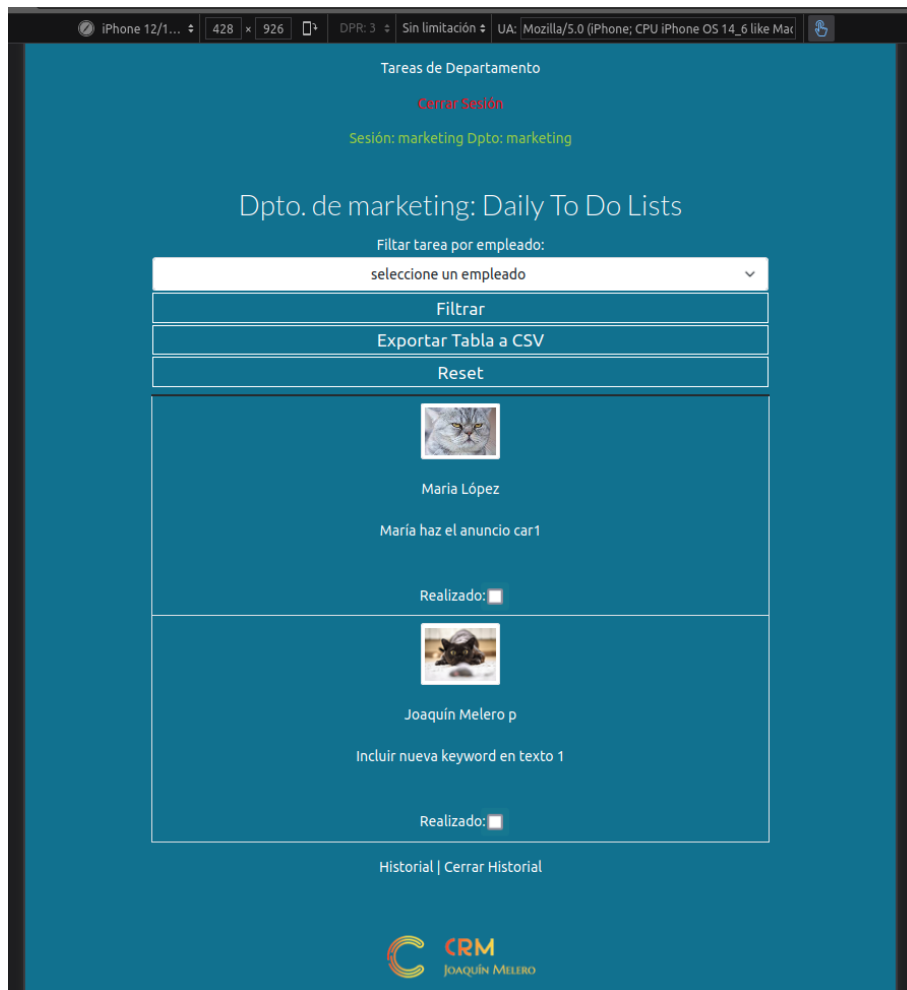 iPhone 12/1... 428 × 926 DPR: 3 Sin limitación UA: Mozilla/5.0 (iPhone; CPU iPhone OS 14_6 like Mac
Tareas de Departamento
Cerrar Sesión
Sesión: marketing Dpto: marketing
Dpto. de marketing: Daily To Do Lists
Filtar tarea por empleado:
seleccione un empleado
Filtrar
Exportar Tabla a CSV
Reset
Maria López
María haz el anuncio car1
Realizado:
Joaquín Melero p
Incluir nueva keyword en texto 1
Realizado:
Historial | Cerrar Historial
CRM
Joaquín Melero